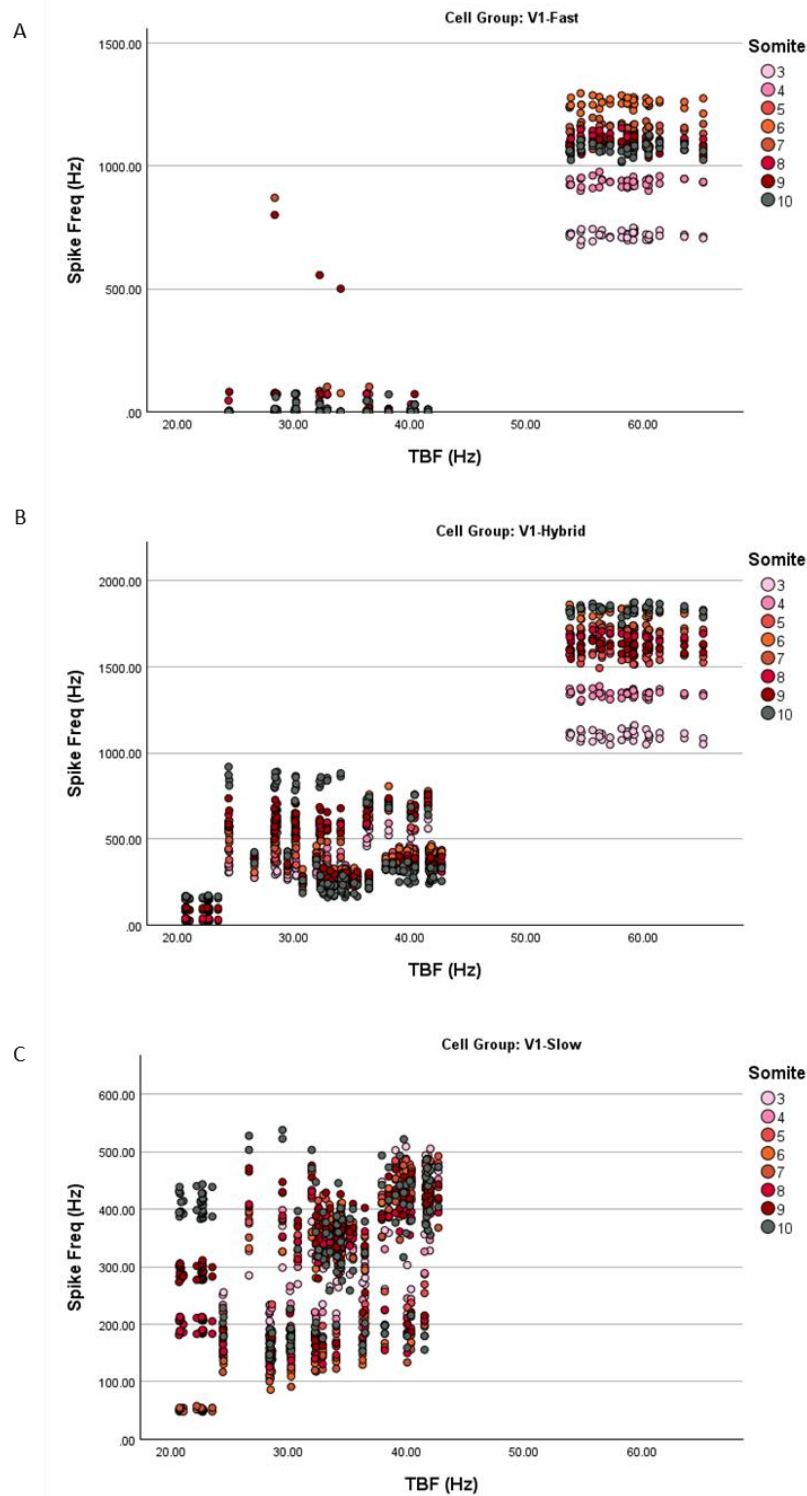 A
Cell Group: V1-Fast
Somite
3
4
5
6
7
8
9
10
Spike Freq (Hz)
1500.00
1000.00
500.00
.00
20.00 30.00 40.00 50.00 60.00
TBF (Hz)
B
Cell Group: V1-Hybrid
Somite
3
4
5
6
7
8
9
10
Spike Freq (Hz)
2000.00
1500.00
1000.00
500.00
.00
20.00 30.00 40.00 50.00 60.00
TBF (Hz)
C
Cell Group: V1-Slow
Somite
3
4
5
6
7
8
9
10
Spike Freq (Hz)
600.00
500.00
400.00
300.00
200.00
100.00
.00
20.00 30.00 40.00 50.00 60.00
TBF (Hz)